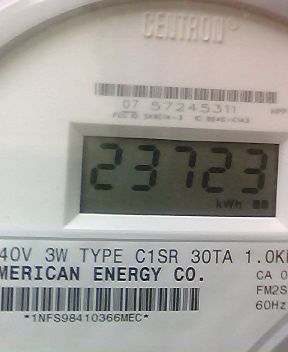 CENTRON®
07 57245311
23723
kWh
40V 3W TYPE C1SR 30TA 1.0K
MERICAN ENERGY CO.
CA 0
FM2S
60Hz
*1NFS98410366MEC*